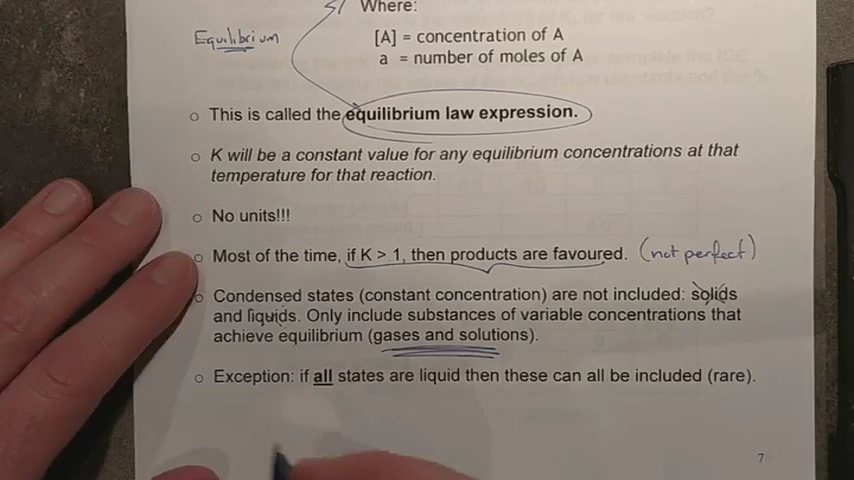 Where:
Equilibrium
[A] = concentration of A
a = number of moles of A
○ This is called the equilibrium law expression.
○ K will be a constant value for any equilibrium concentrations at that
temperature for that reaction.
○ No units!!!
○ Most of the time, if K > 1, then products are favoured. (not perfect)
○ Condensed states (constant concentration) are not included: solids
and liquids. Only include substances of variable concentrations that
achieve equilibrium (gases and solutions).
○ Exception: if all states are liquid then these can all be included (rare).
7